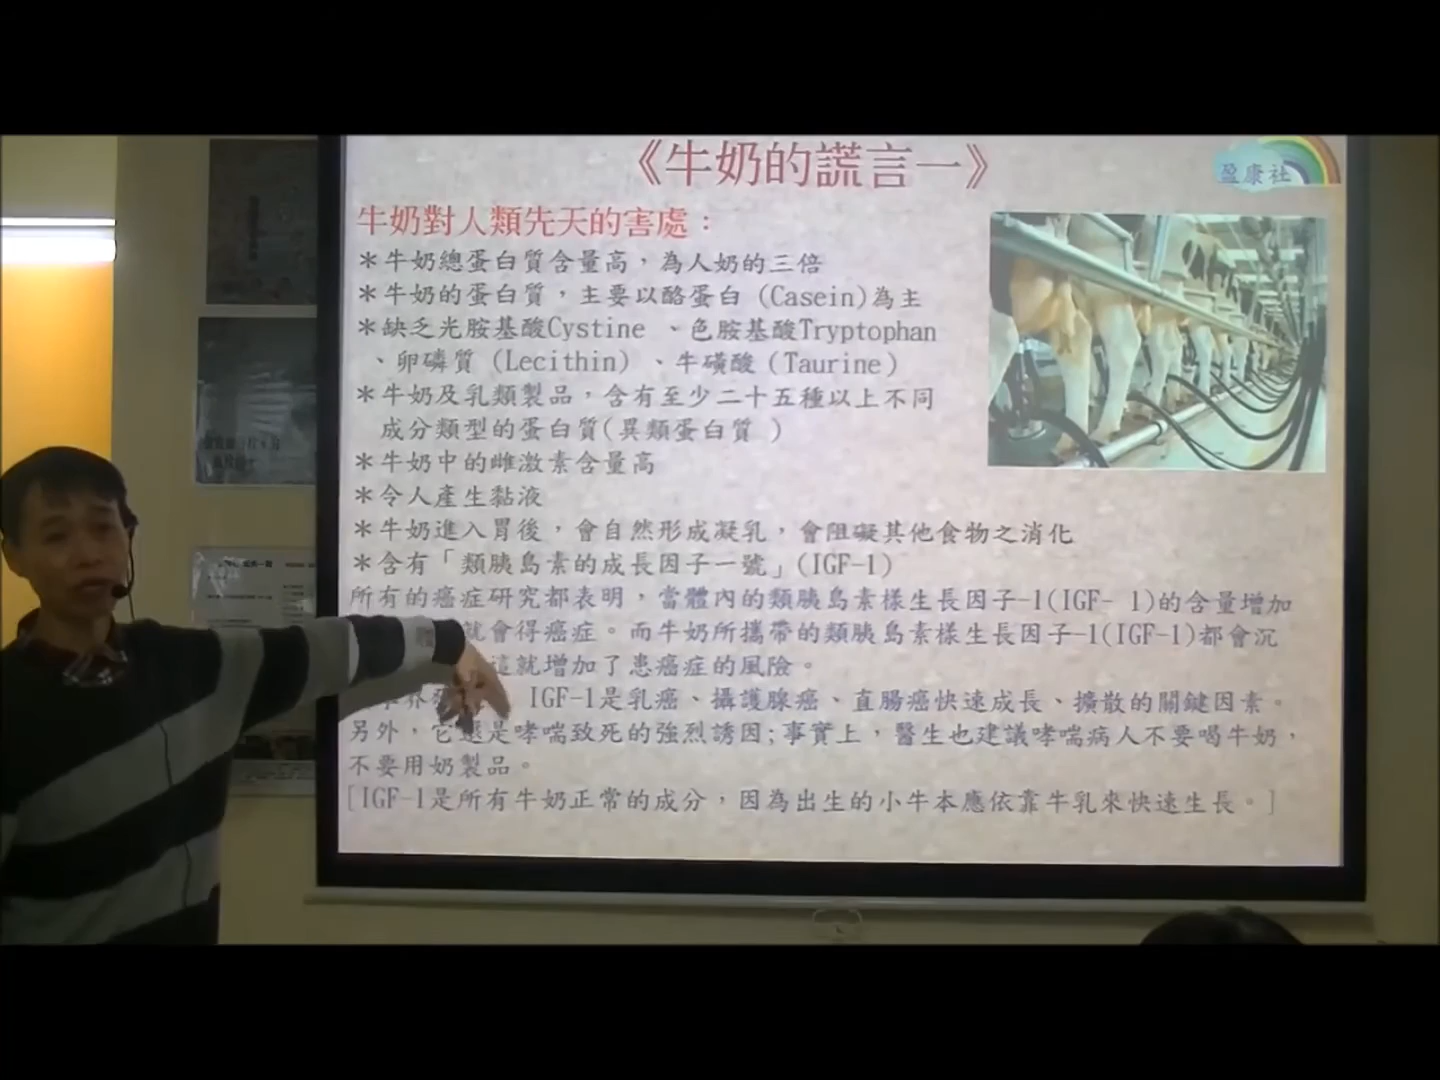 《牛奶的謊言一》
盈康社
牛奶對人類先天的害處：
＊牛奶總蛋白質含量高，為人奶的三倍
＊牛奶的蛋白質，主要以酪蛋白 (Casein)為主
＊缺乏光胺基酸Cystine 、色胺基酸Tryptophan
、卵磷質 (Lecithin) 、牛磺酸 (Taurine)
＊牛奶及乳類製品，含有至少二十五種以上不同
成分類型的蛋白質(異類蛋白質 )
＊牛奶中的雌激素含量高
＊令人產生黏液
＊牛奶進入胃後，會自然形成凝乳，會阻礙其他食物之消化
＊含有「類胰島素的成長因子一號」(IGF-1)
所有的癌症研究都表明，當體內的類胰島素樣生長因子-1(IGF- 1)的含量增加
就會得癌症。而牛奶所攜帶的類胰島素樣生長因子-1(IGF-1)都會沉
這就增加了患癌症的風險。
IGF-1是乳癌、攝護腺癌、直腸癌快速成長、擴散的關鍵因素。
另外，它還是哮喘致死的強烈誘因;事實上，醫生也建議哮喘病人不要喝牛奶，
不要用奶製品。
[IGF-1是所有牛奶正常的成分，因為出生的小牛本應依靠牛乳來快速生長。]